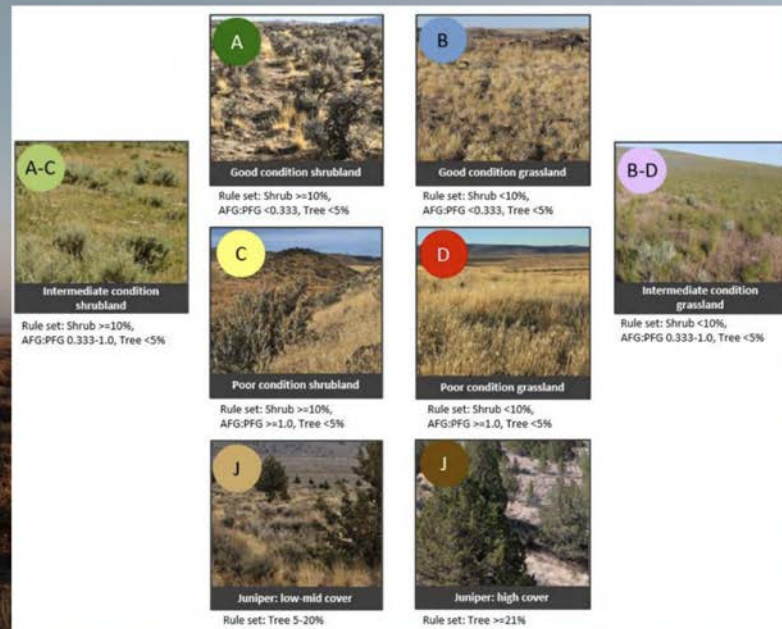 A
Good condition shrubland
Rule set: Shrub >=10%,
AFG:PFG <0.333, Tree <5%
B
Good condition grassland
Rule set: Shrub <10%,
AFG:PFG <0.333, Tree <5%
A-C
Intermediate condition
shrubland
Rule set: Shrub >=10%,
AFG:PFG 0.333-1.0, Tree <5%
C
Poor condition shrubland
Rule set: Shrub >=10%,
AFG:PFG >=1.0, Tree <5%
D
Poor condition grassland
Rule set: Shrub <10%,
AFG:PFG >=1.0, Tree <5%
B-D
Intermediate condition
grassland
Rule set: Shrub <10%,
AFG:PFG 0.333-1.0, Tree <5%
J
Juniper: low-mid cover
Rule set: Tree 5-20%
J
Juniper: high cover
Rule set: Tree >=21%